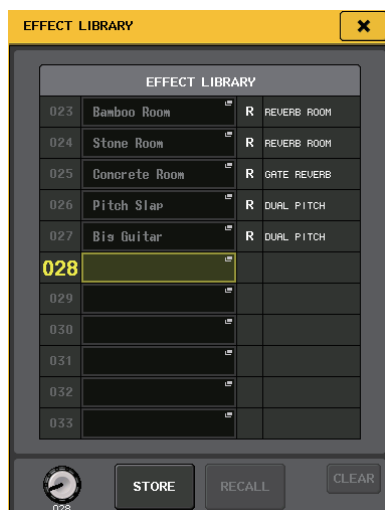 EFFECT LIBRARY
EFFECT LIBRARY
023 Bamboo Room R REVERB ROOM
024 Stone Room R REVERB ROOM
025 Concrete Room R GATE REVERB
026 Pitch Slap R DUAL PITCH
027 Big Guitar R DUAL PITCH
028
029
030
031
032
033
STORE RECALL CLEAR
028